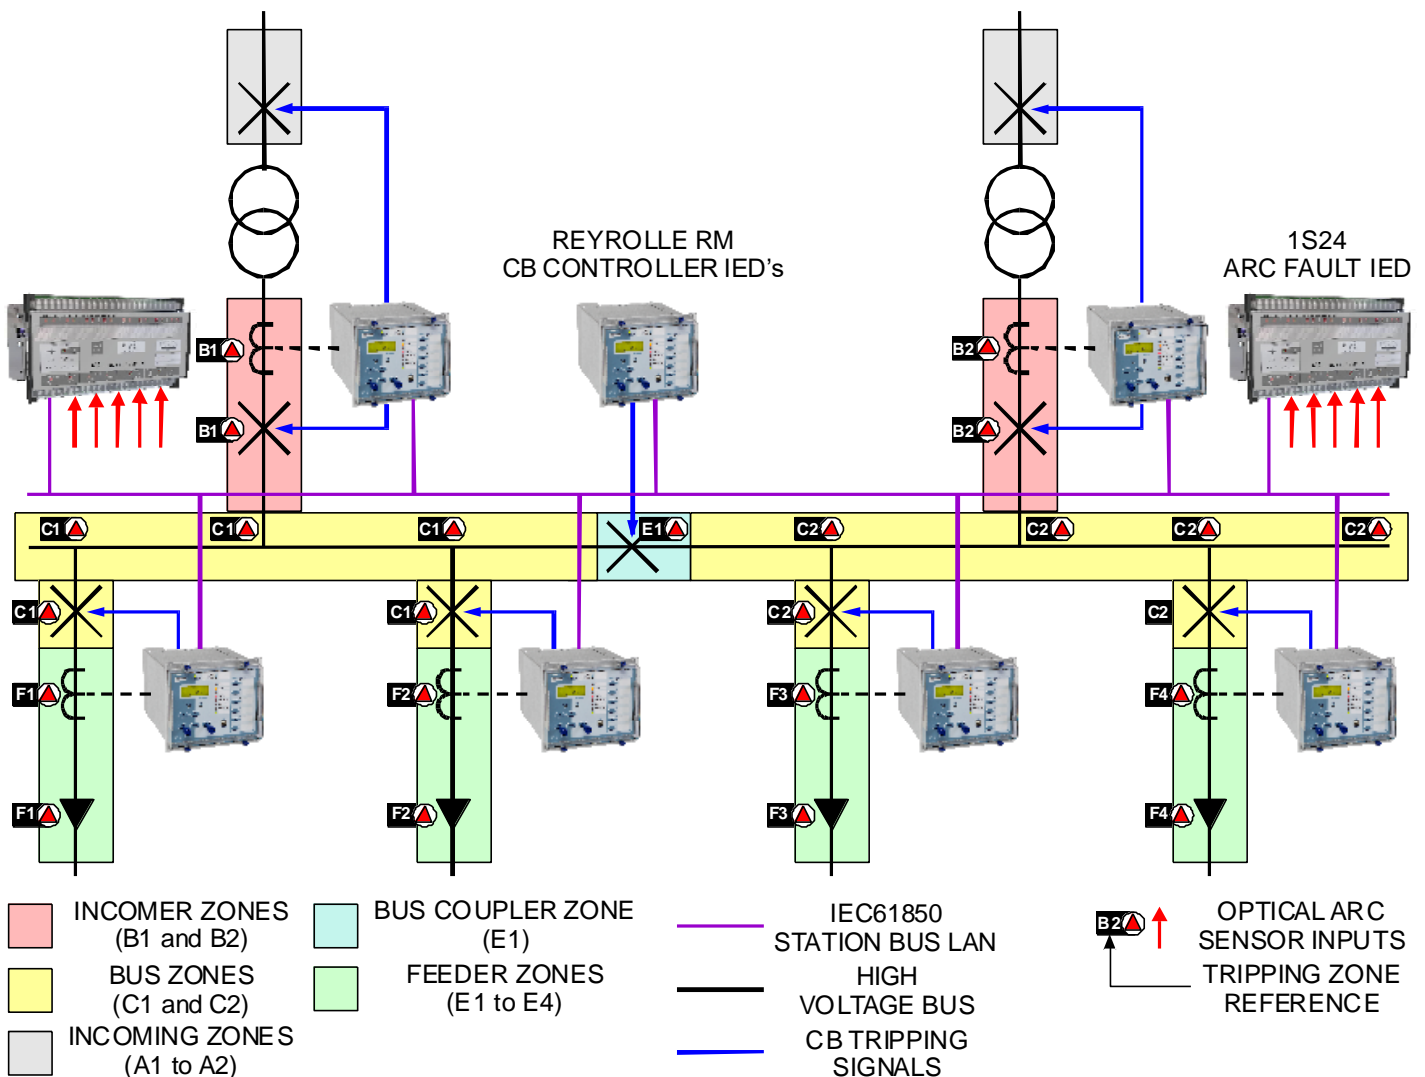 REYROLLE RM
CB CONTROLLER IED's
1S24
ARC FAULT IED
B1
B2
B1
B2
C1
C1
C1
E1
C2
C2
C2
C2
C1
C1
C2
C2
F1
F2
F3
F4
F1
F2
F3
F4
INCOMER ZONES
(B1 and B2)
BUS COUPLER ZONE
(E1)
IEC61850
STATION BUS LAN
B2
OPTICAL ARC
SENSOR INPUTS
BUS ZONES
(C1 and C2)
FEEDER ZONES
(E1 to E4)
HIGH
VOLTAGE BUS
TRIPPING ZONE
REFERENCE
INCOMING ZONES
(A1 to A2)
CB TRIPPING
SIGNALS